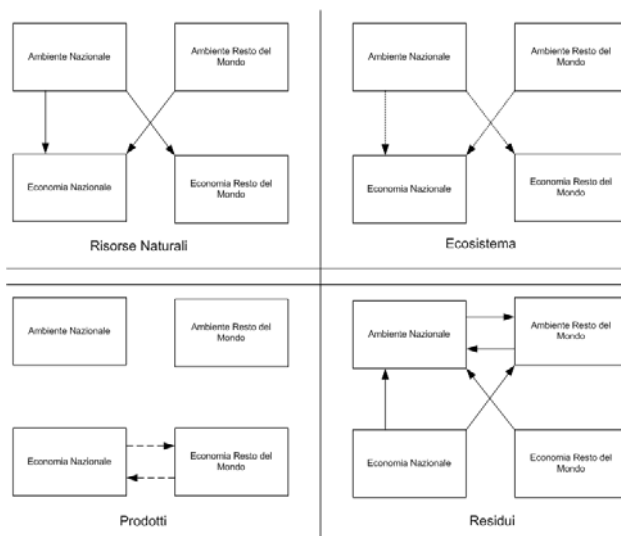 Ambiente Nazionale
Ambiente Resto del
Mondo
Economia Nazionale
Economia Resto del
Mondo
Risorse Naturali
Ambiente Nazionale
Ambiente Resto del
Mondo
Economia Nazionale
Economia Resto del
Mondo
Ecosistema
Ambiente Nazionale
Ambiente Resto del
Mondo
Economia Nazionale
Economia Resto del
Mondo
Prodotti
Ambiente Nazionale
Ambiente Resto del
Mondo
Economia Nazionale
Economia Resto del
Mondo
Residui